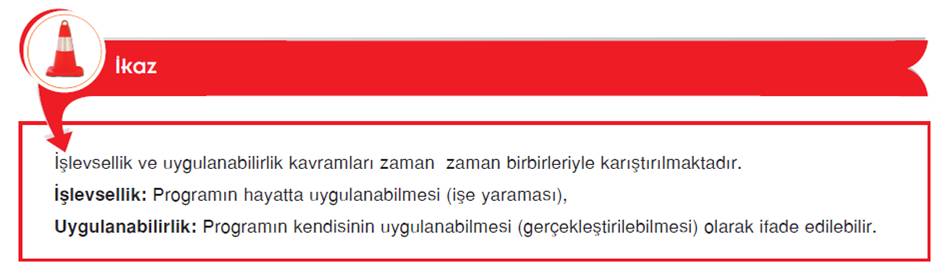 İkaz
İşlevsellik ve uygulanabilirlik kavramları zaman zaman birbirleriyle karıştırılmaktadır.
İşlevsellik: Programın hayatta uygulanabilmesi (işe yaraması),
Uygulanabilirlik: Programın kendisinin uygulanabilmesi (gerçekleştirilebilmesi) olarak ifade edilebilir.